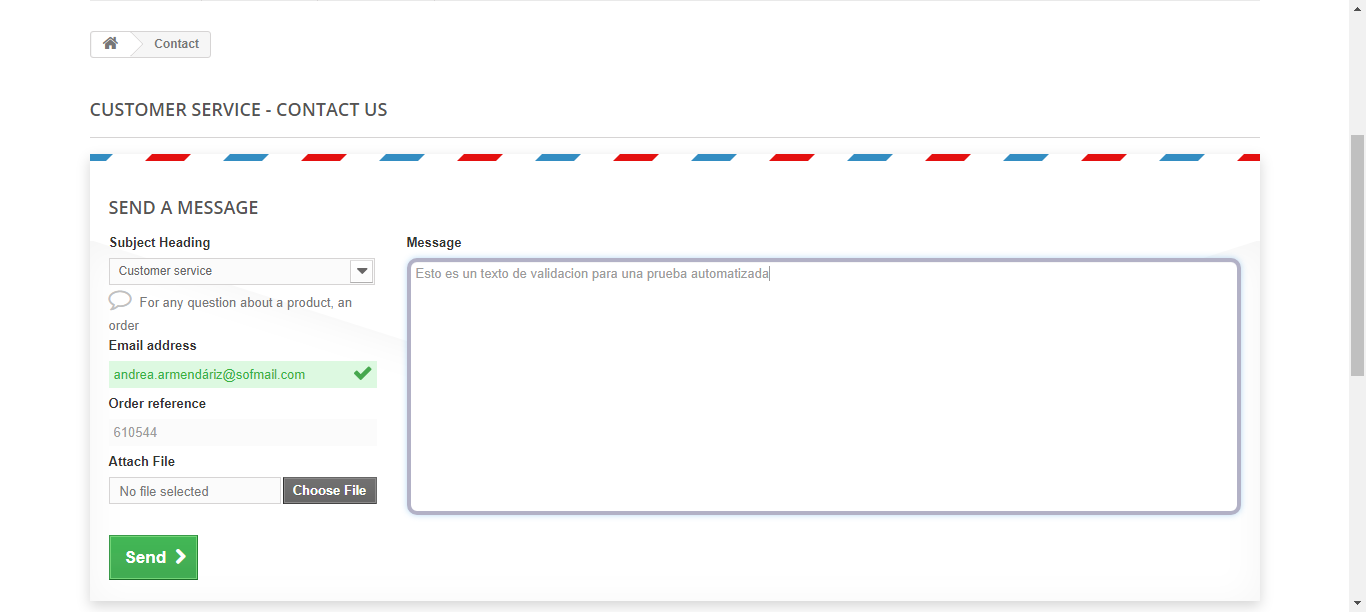 Contact
CUSTOMER SERVICE - CONTACT US
SEND A MESSAGE
Subject Heading
Customer service
For any question about a product, an
order
Email address
andrea.armendáriz@sofmail.com
Order reference
610544
Attach File
No file selected
Choose File
Send
Message
Esto es un texto de validacion para una prueba automatizada